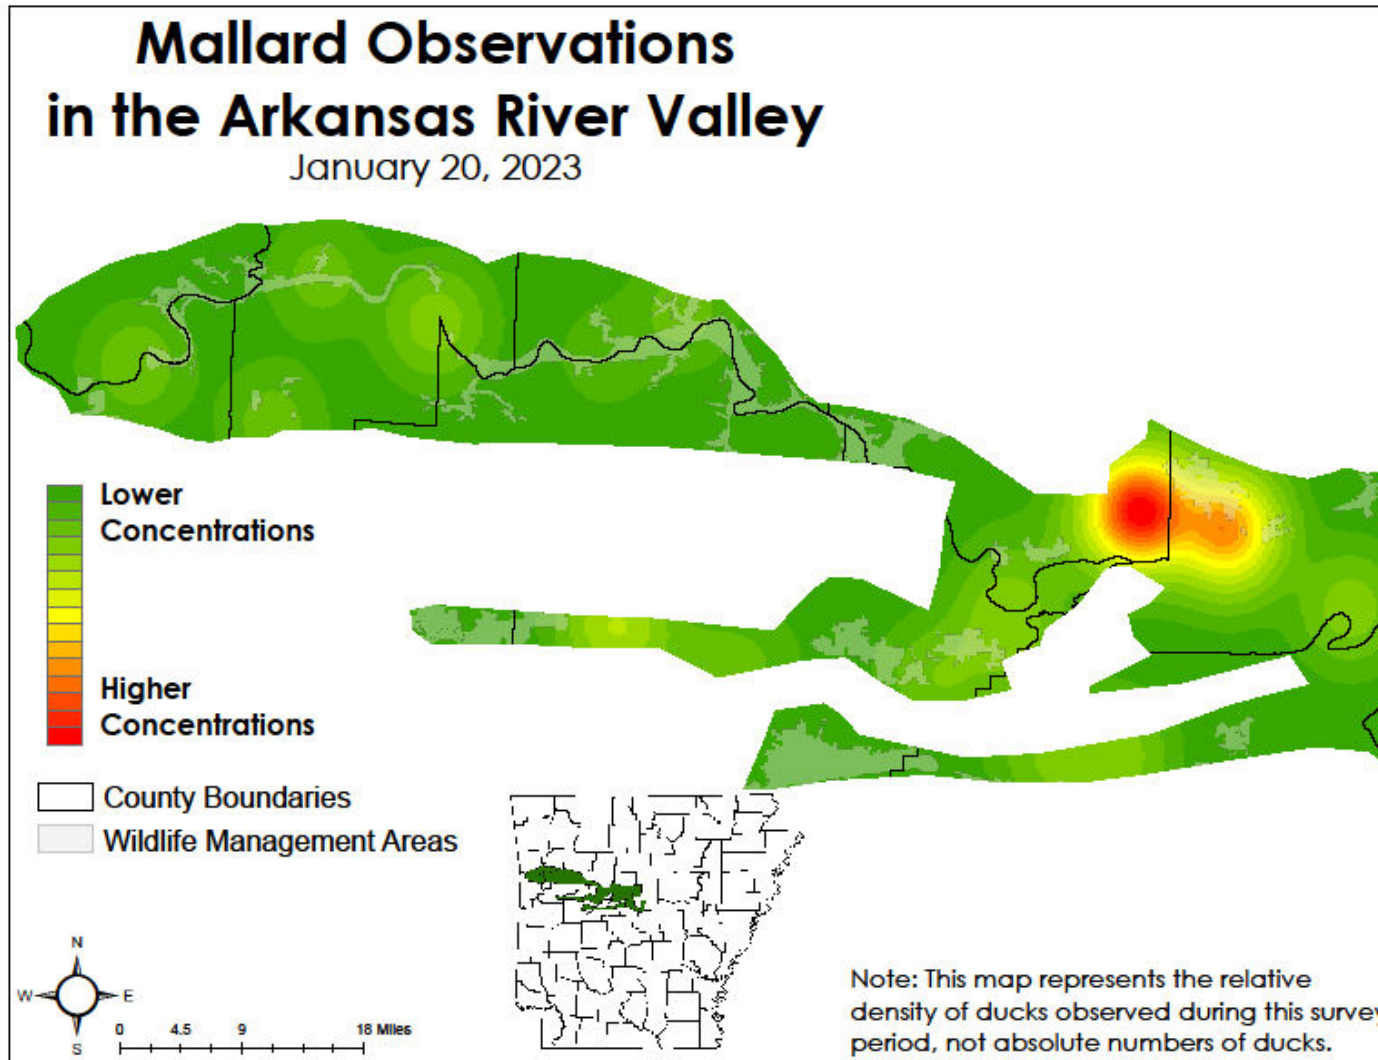 Mallard Observations
in the Arkansas River Valley
January 20, 2023
Lower
Concentrations
Higher
Concentrations
County Boundaries
Wildlife Management Areas
N
W
E
S
0 4.5 9 18 Miles
Note: This map represents the relative
density of ducks observed during this survey
period, not absolute numbers of ducks.